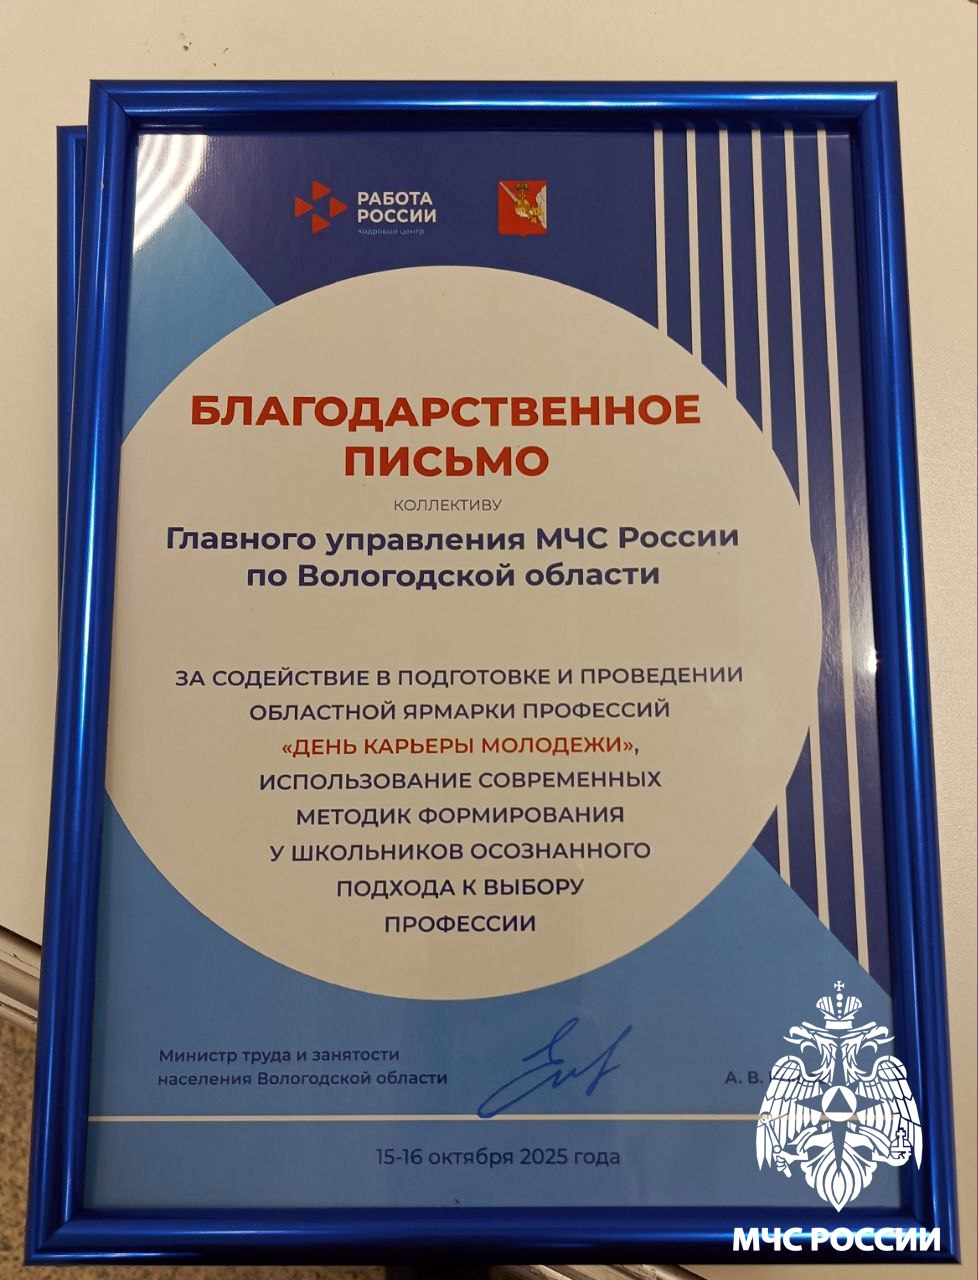 РАБОТА
РОССИИ
Кадровый центр
БЛАГОДАРСТВЕННОЕ
ПИСЬМО
КОЛЛЕКТИВУ
Главного управления МЧС России
по Вологодской области
ЗА СОДЕЙСТВИЕ В ПОДГОТОВКЕ И ПРОВЕДЕНИИ
ОБЛАСТНОЙ ЯРМАРКИ ПРОФЕССИЙ
«ДЕНЬ КАРЬЕРЫ МОЛОДЕЖИ»,
ИСПОЛЬЗОВАНИЕ СОВРЕМЕННЫХ
МЕТОДИК ФОРМИРОВАНИЯ
У ШКОЛЬНИКОВ ОСОЗНАННОГО
ПОДХОДА К ВЫБОРУ
ПРОФЕССИИ
Министр труда и занятости
населения Вологодской области
А. В.
15-16 октября 2025 года
МЧС РОССИИ